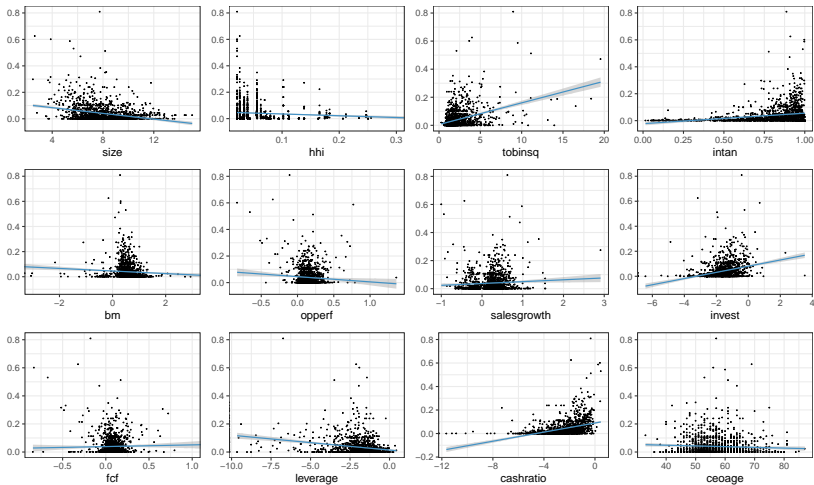 0.8
0.6
0.4
0.2
0.0
4 8 12
size
0.8
0.6
0.4
0.2
0.0
0.1 0.2 0.3
hhi
0.8
0.6
0.4
0.2
0.0
0 5 10 15 20
tobinsq
0.8
0.6
0.4
0.2
0.0
0.00 0.25 0.50 0.75 1.00
intan
0.8
0.6
0.4
0.2
0.0
−2 0 2
bm
0.8
0.6
0.4
0.2
0.0
−0.5 0.0 0.5 1.0
opperf
0.8
0.6
0.4
0.2
0.0
−1 0 1 2 3
salesgrowth
0.8
0.6
0.4
0.2
0.0
−6 −4 −2 0 2 4
invest
0.8
0.6
0.4
0.2
0.0
−0.5 0.0 0.5 1.0
fcf
0.8
0.6
0.4
0.2
0.0
−10.0 −7.5 −5.0 −2.5 0.0
leverage
0.8
0.6
0.4
0.2
0.0
−0.2
−12 −8 −4 0
cashratio
0.8
0.6
0.4
0.2
0.0
40 50 60 70 80
ceoage